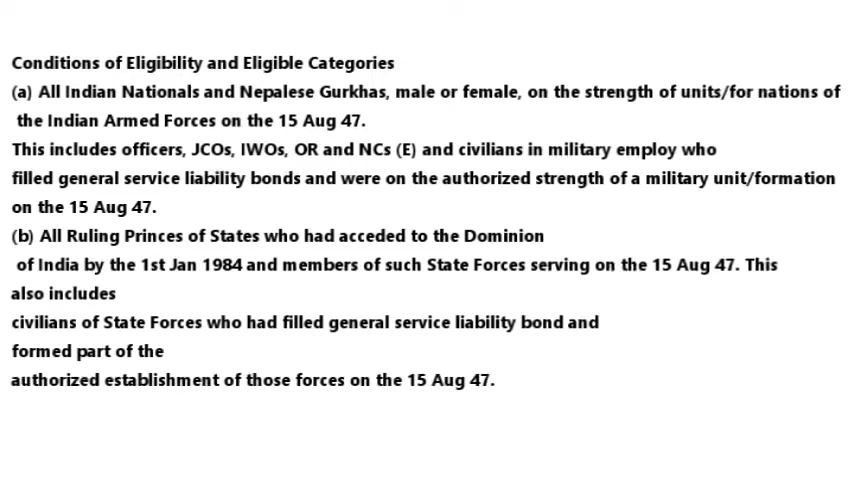 Conditions of Eligibility and Eligible Categories
(a) All Indian Nationals and Nepalese Gurkhas, male or female, on the strength of units/for nations of
the Indian Armed Forces on the 15 Aug 47.
This includes officers, JCOs, IWOs, OR and NCs (E) and civilians in military employ who
filled general service liability bonds and were on the authorized strength of a military unit/formation
on the 15 Aug 47.
(b) All Ruling Princes of States who had acceded to the Dominion
of India by the 1st Jan 1984 and members of such State Forces serving on the 15 Aug 47. This
also includes
civilians of State Forces who had filled general service liability bond and
formed part of the
authorized establishment of those forces on the 15 Aug 47.